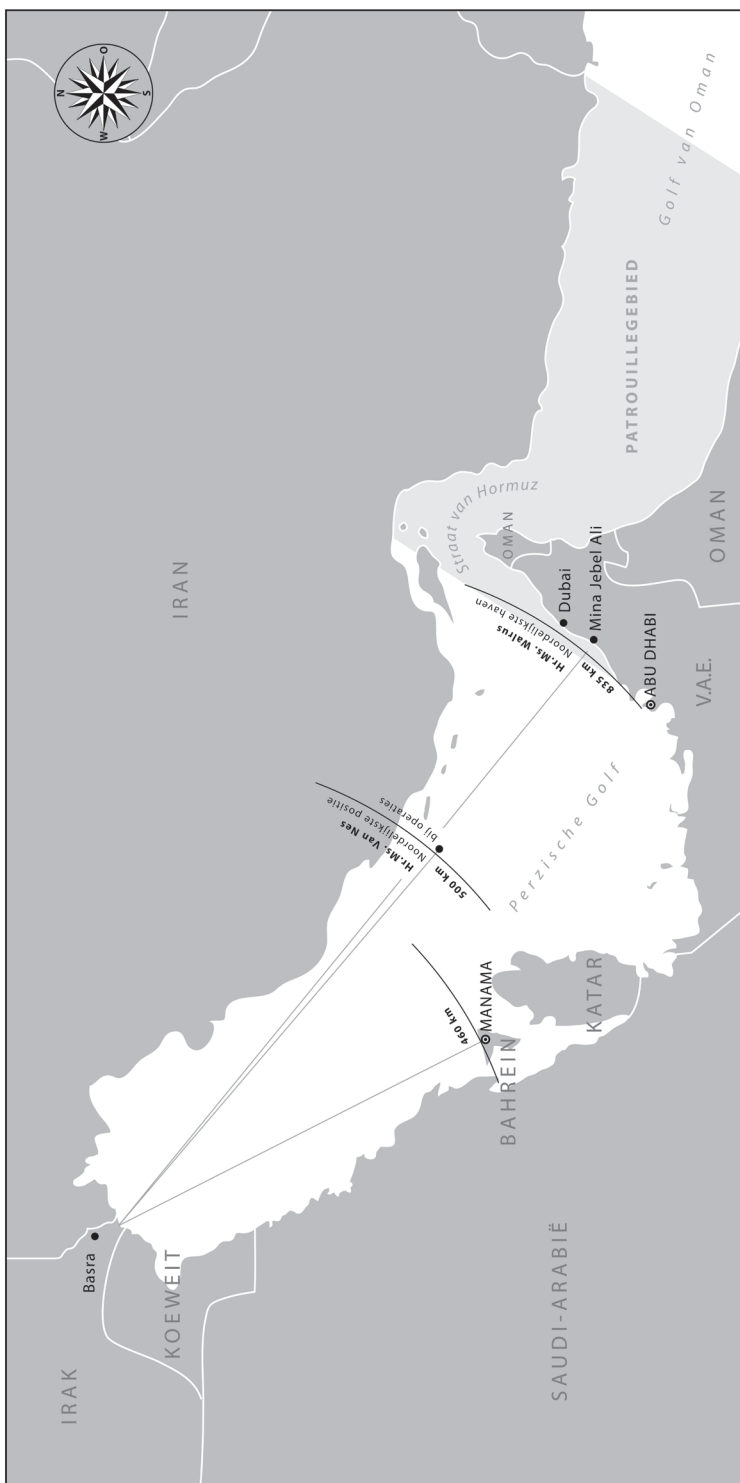 N
O
S
W
IRAN
IRAK
Basra
KOEWEIT
SAUDI-ARABIË
BAHREIN
MANAMA
460 km
KATAR
Hr.Ms. Van Nes
Noordelijkste positie
bij operaties
500 km
Perzische Golf
Hr.Ms. Walrus
Noordelijkste haven
835 km
Straat van Hormuz
OMAN
Dubai
Mina Jebel Ali
ABU DHABI
V.A.E.
OMAN
PATROUILLEGEBIED
Golf van Oman